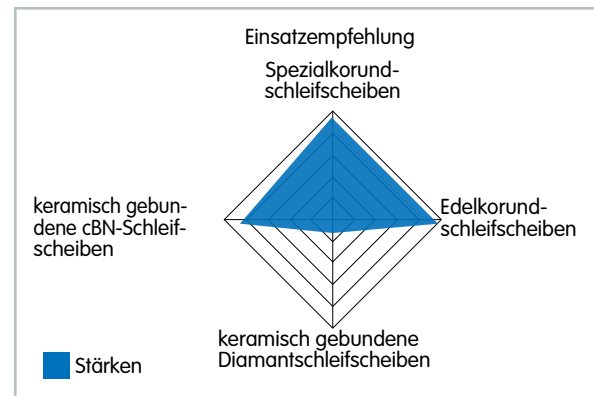 Einsatzempfehlung
Spezialkorund-
schleifscheiben
keramisch gebun-
dene cBN-Schleif-
scheiben
Edelkorund-
schleifscheiben
keramisch gebundene
Diamantschleifscheiben
Stärken